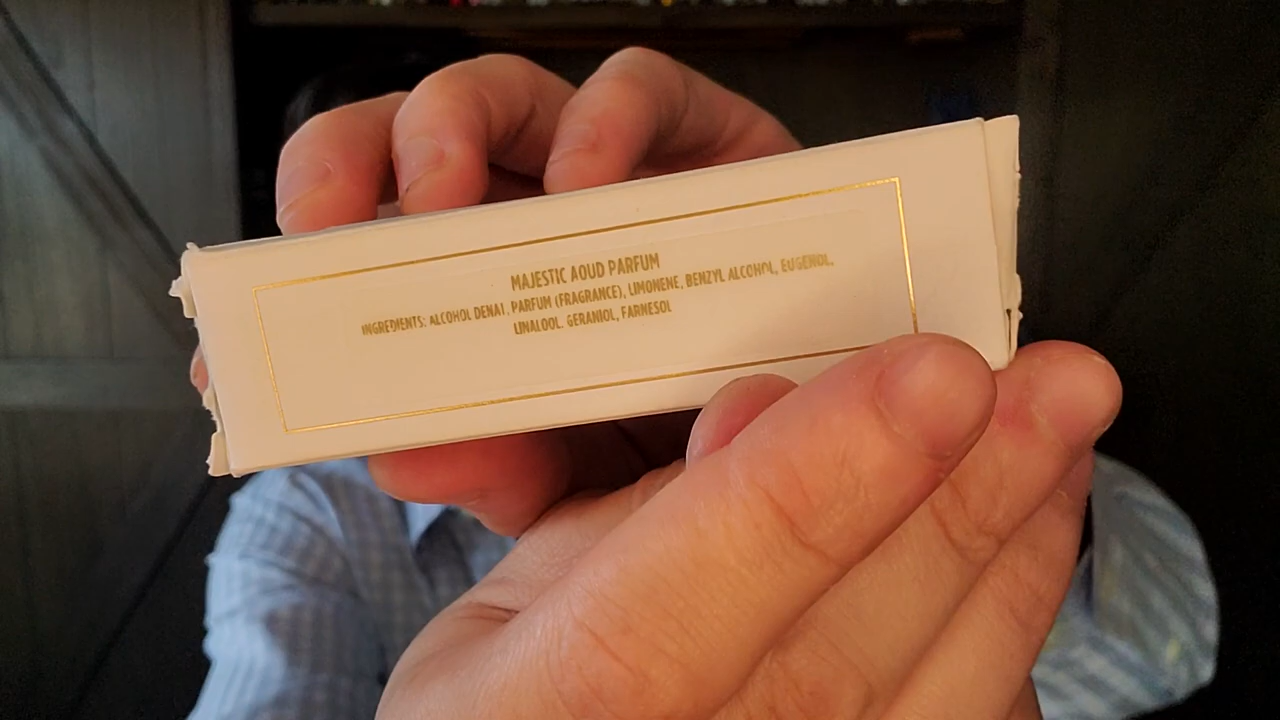 MAJESTIC AOUD PARFUM
INGREDIENTS: ALCOHOL DENAT, PARFUM (FRAGRANCE), LIMONENE, BENZYL ALCOHOL, EUGENOL,
LINALOOL, GERANIOL, FARNESOL